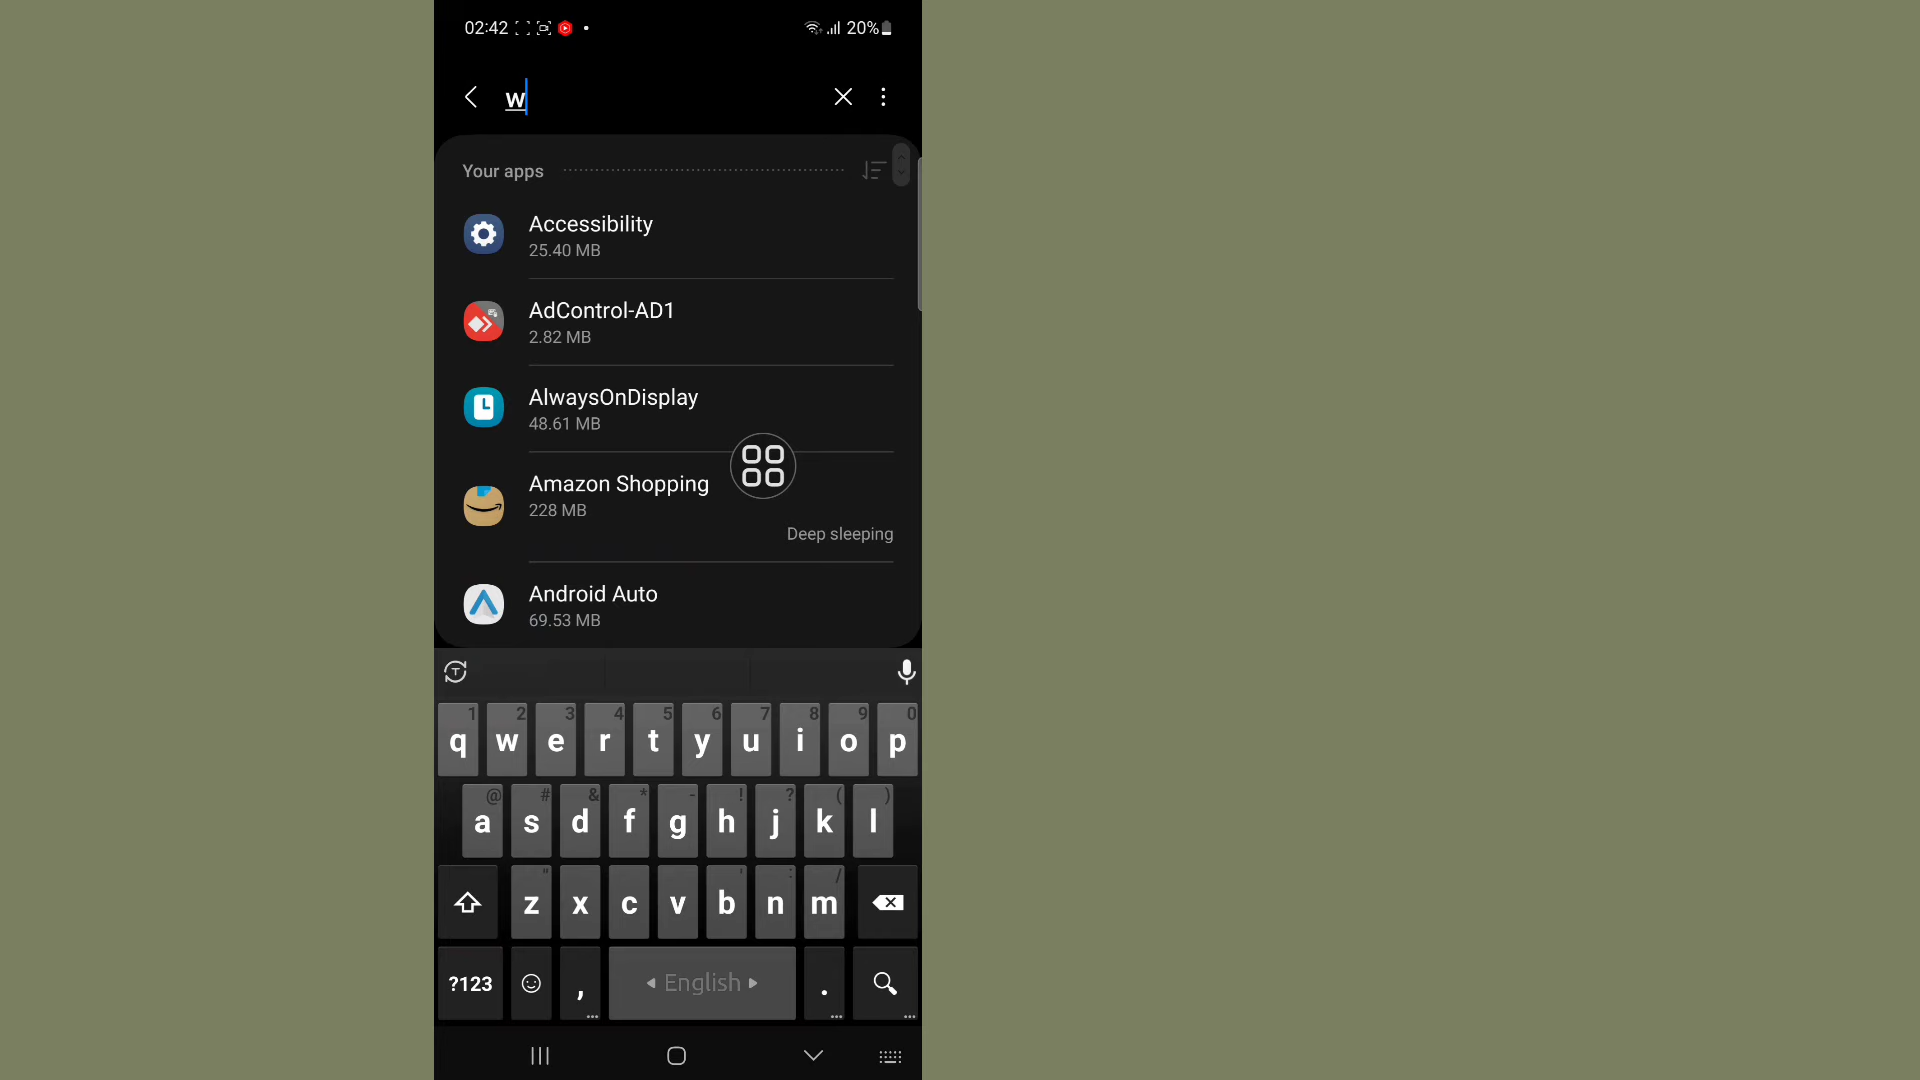 02:42
20%
w
Your apps
Accessibility
25.40 MB
AdControl-AD1
2.82 MB
AlwaysOnDisplay
48.61 MB
Amazon Shopping
228 MB
Deep sleeping
Android Auto
69.53 MB
1 2 3 4 5 6 7 8 9 0
q w e r t y u i o p
@ # & * - ! ? ( )
a s d f g h j k l
" ' : /
z x c v b n m
?123 , English .